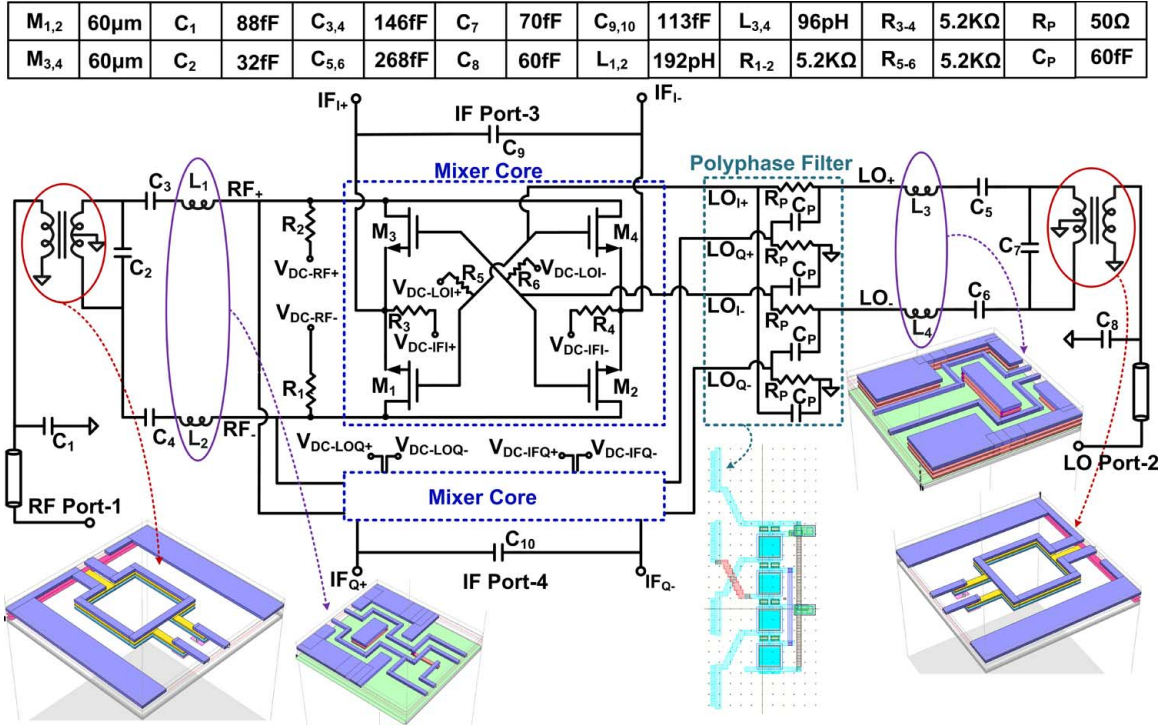 M1,2 60μm C1 88fF C3,4 146fF C7 70fF C9,10 113fF L3,4 96pH R3-4 5.2KΩ RP 50Ω
M3,4 60μm C2 32fF C5,6 268fF C8 60fF L1,2 192pH R1-2 5.2KΩ R5-6 5.2KΩ CP 60fF
IFI+ IFI-
IF Port-3
C9
Mixer Core Polyphase Filter
C3 L1 RF+ LOI+ RP LO+
CP L3 C5
R2 M3 M4
C2 LOQ+ RP C7
VDC-RF+ R5 R6 VDC-LOI- CP
VDC-LOI+
VDC-RF- LOI- LO- C6
R3 R4 RP L4 C8
VDC-IFI+ VDC-IFI- CP
R1 M1 M2 LOQ-
RP
CP
C1 C4 L2 RF-
VDC-LOQ+ VDC-LOQ- VDC-IFQ+ VDC-IFQ-
LO Port-2
Mixer Core
RF Port-1
C10
IFQ+ IF Port-4 IFQ-